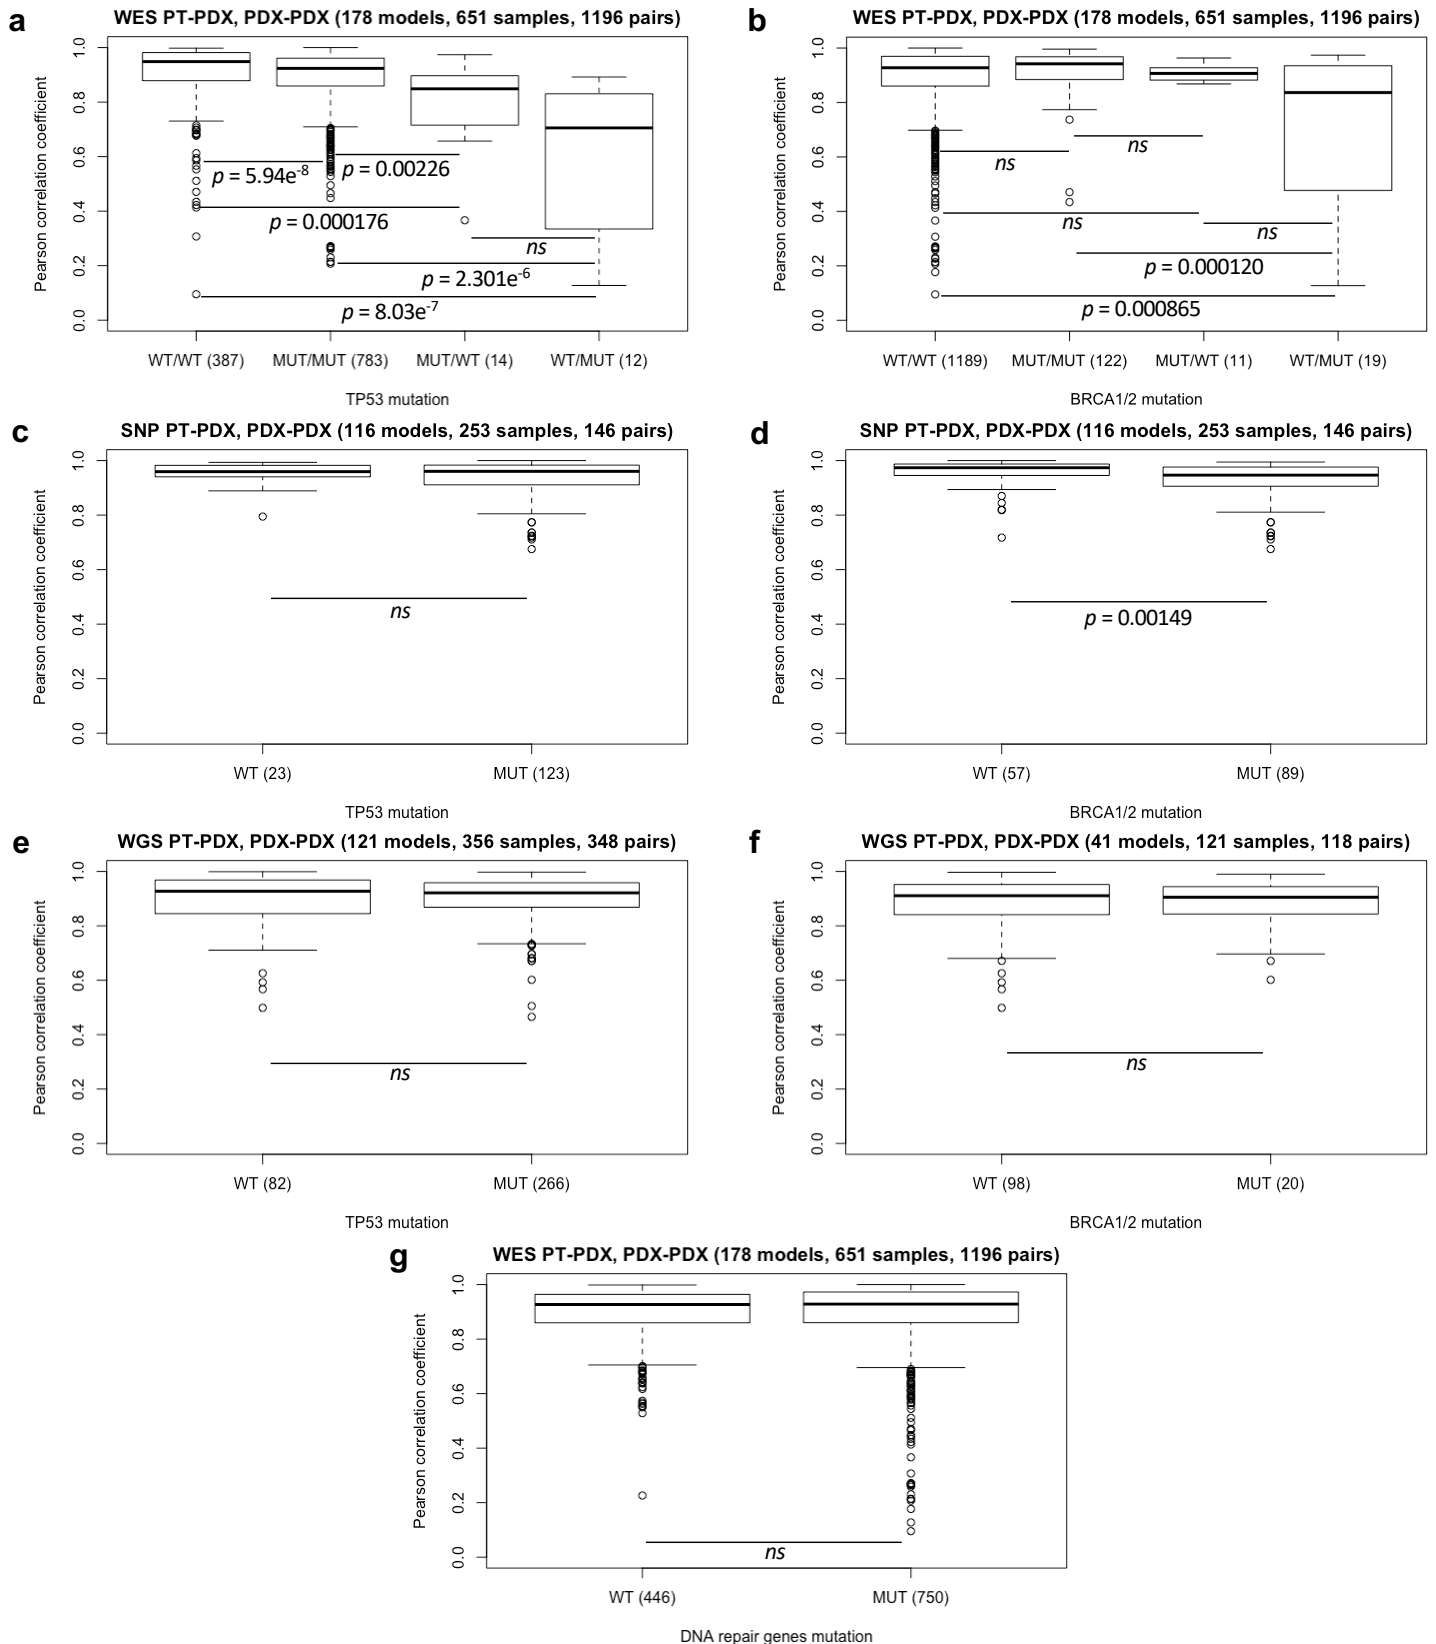 a
WES PT-PDX, PDX-PDX (178 models, 651 samples, 1196 pairs)
Pearson correlation coefficient
1.0
0.8
0.6
0.4
0.2
0.0
p = 5.94e-8
p = 0.00226
p = 0.000176
ns
p = 2.301e-6
p = 8.03e-7
WT/WT (387) MUT/MUT (783) MUT/WT (14) WT/MUT (12)
TP53 mutation
b
WES PT-PDX, PDX-PDX (178 models, 651 samples, 1196 pairs)
Pearson correlation coefficient
1.0
0.8
0.6
0.4
0.2
0.0
ns
ns
ns
ns
p = 0.000120
p = 0.000865
WT/WT (1189) MUT/MUT (122) MUT/WT (11) WT/MUT (19)
BRCA1/2 mutation
c
SNP PT-PDX, PDX-PDX (116 models, 253 samples, 146 pairs)
Pearson correlation coefficient
1.0
0.8
0.6
0.4
0.2
0.0
ns
WT (23) MUT (123)
TP53 mutation
d
SNP PT-PDX, PDX-PDX (116 models, 253 samples, 146 pairs)
Pearson correlation coefficient
1.0
0.8
0.6
0.4
0.2
0.0
p = 0.00149
WT (57) MUT (89)
BRCA1/2 mutation
e
WGS PT-PDX, PDX-PDX (121 models, 356 samples, 348 pairs)
Pearson correlation coefficient
1.0
0.8
0.6
0.4
0.2
0.0
ns
WT (82) MUT (266)
TP53 mutation
f
WGS PT-PDX, PDX-PDX (41 models, 121 samples, 118 pairs)
Pearson correlation coefficient
1.0
0.8
0.6
0.4
0.2
0.0
ns
WT (98) MUT (20)
BRCA1/2 mutation
g
WES PT-PDX, PDX-PDX (178 models, 651 samples, 1196 pairs)
Pearson correlation coefficient
1.0
0.8
0.6
0.4
0.2
0.0
ns
WT (446) MUT (750)
DNA repair genes mutation